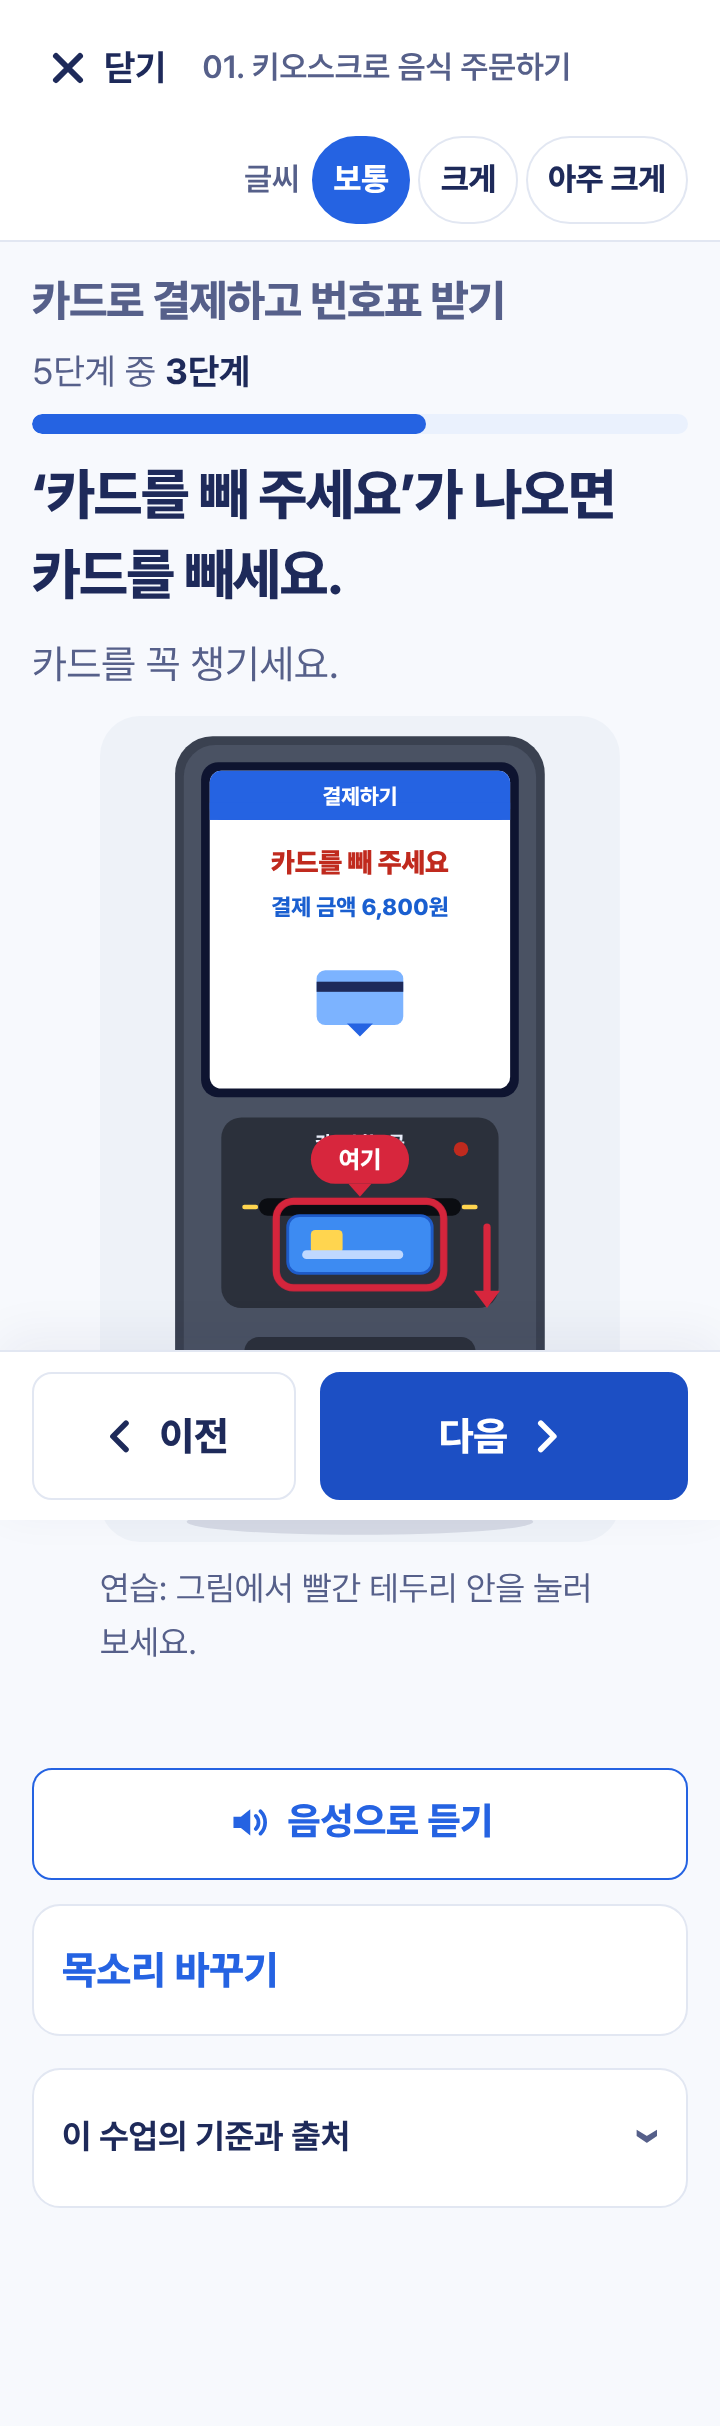 닫기
01. 키오스크로 음식 주문하기
글씨
보통
크게
아주 크게
카드로 결제하고 번호표 받기
5단계 중 3단계
‘카드를 빼 주세요’가 나오면
카드를 빼세요.
카드를 꼭 챙기세요.
결제하기
카드를 빼 주세요
결제 금액 6,800원
여기
이전
다음
연습: 그림에서 빨간 테두리 안을 눌러
보세요.
음성으로 듣기
목소리 바꾸기
이 수업의 기준과 출처